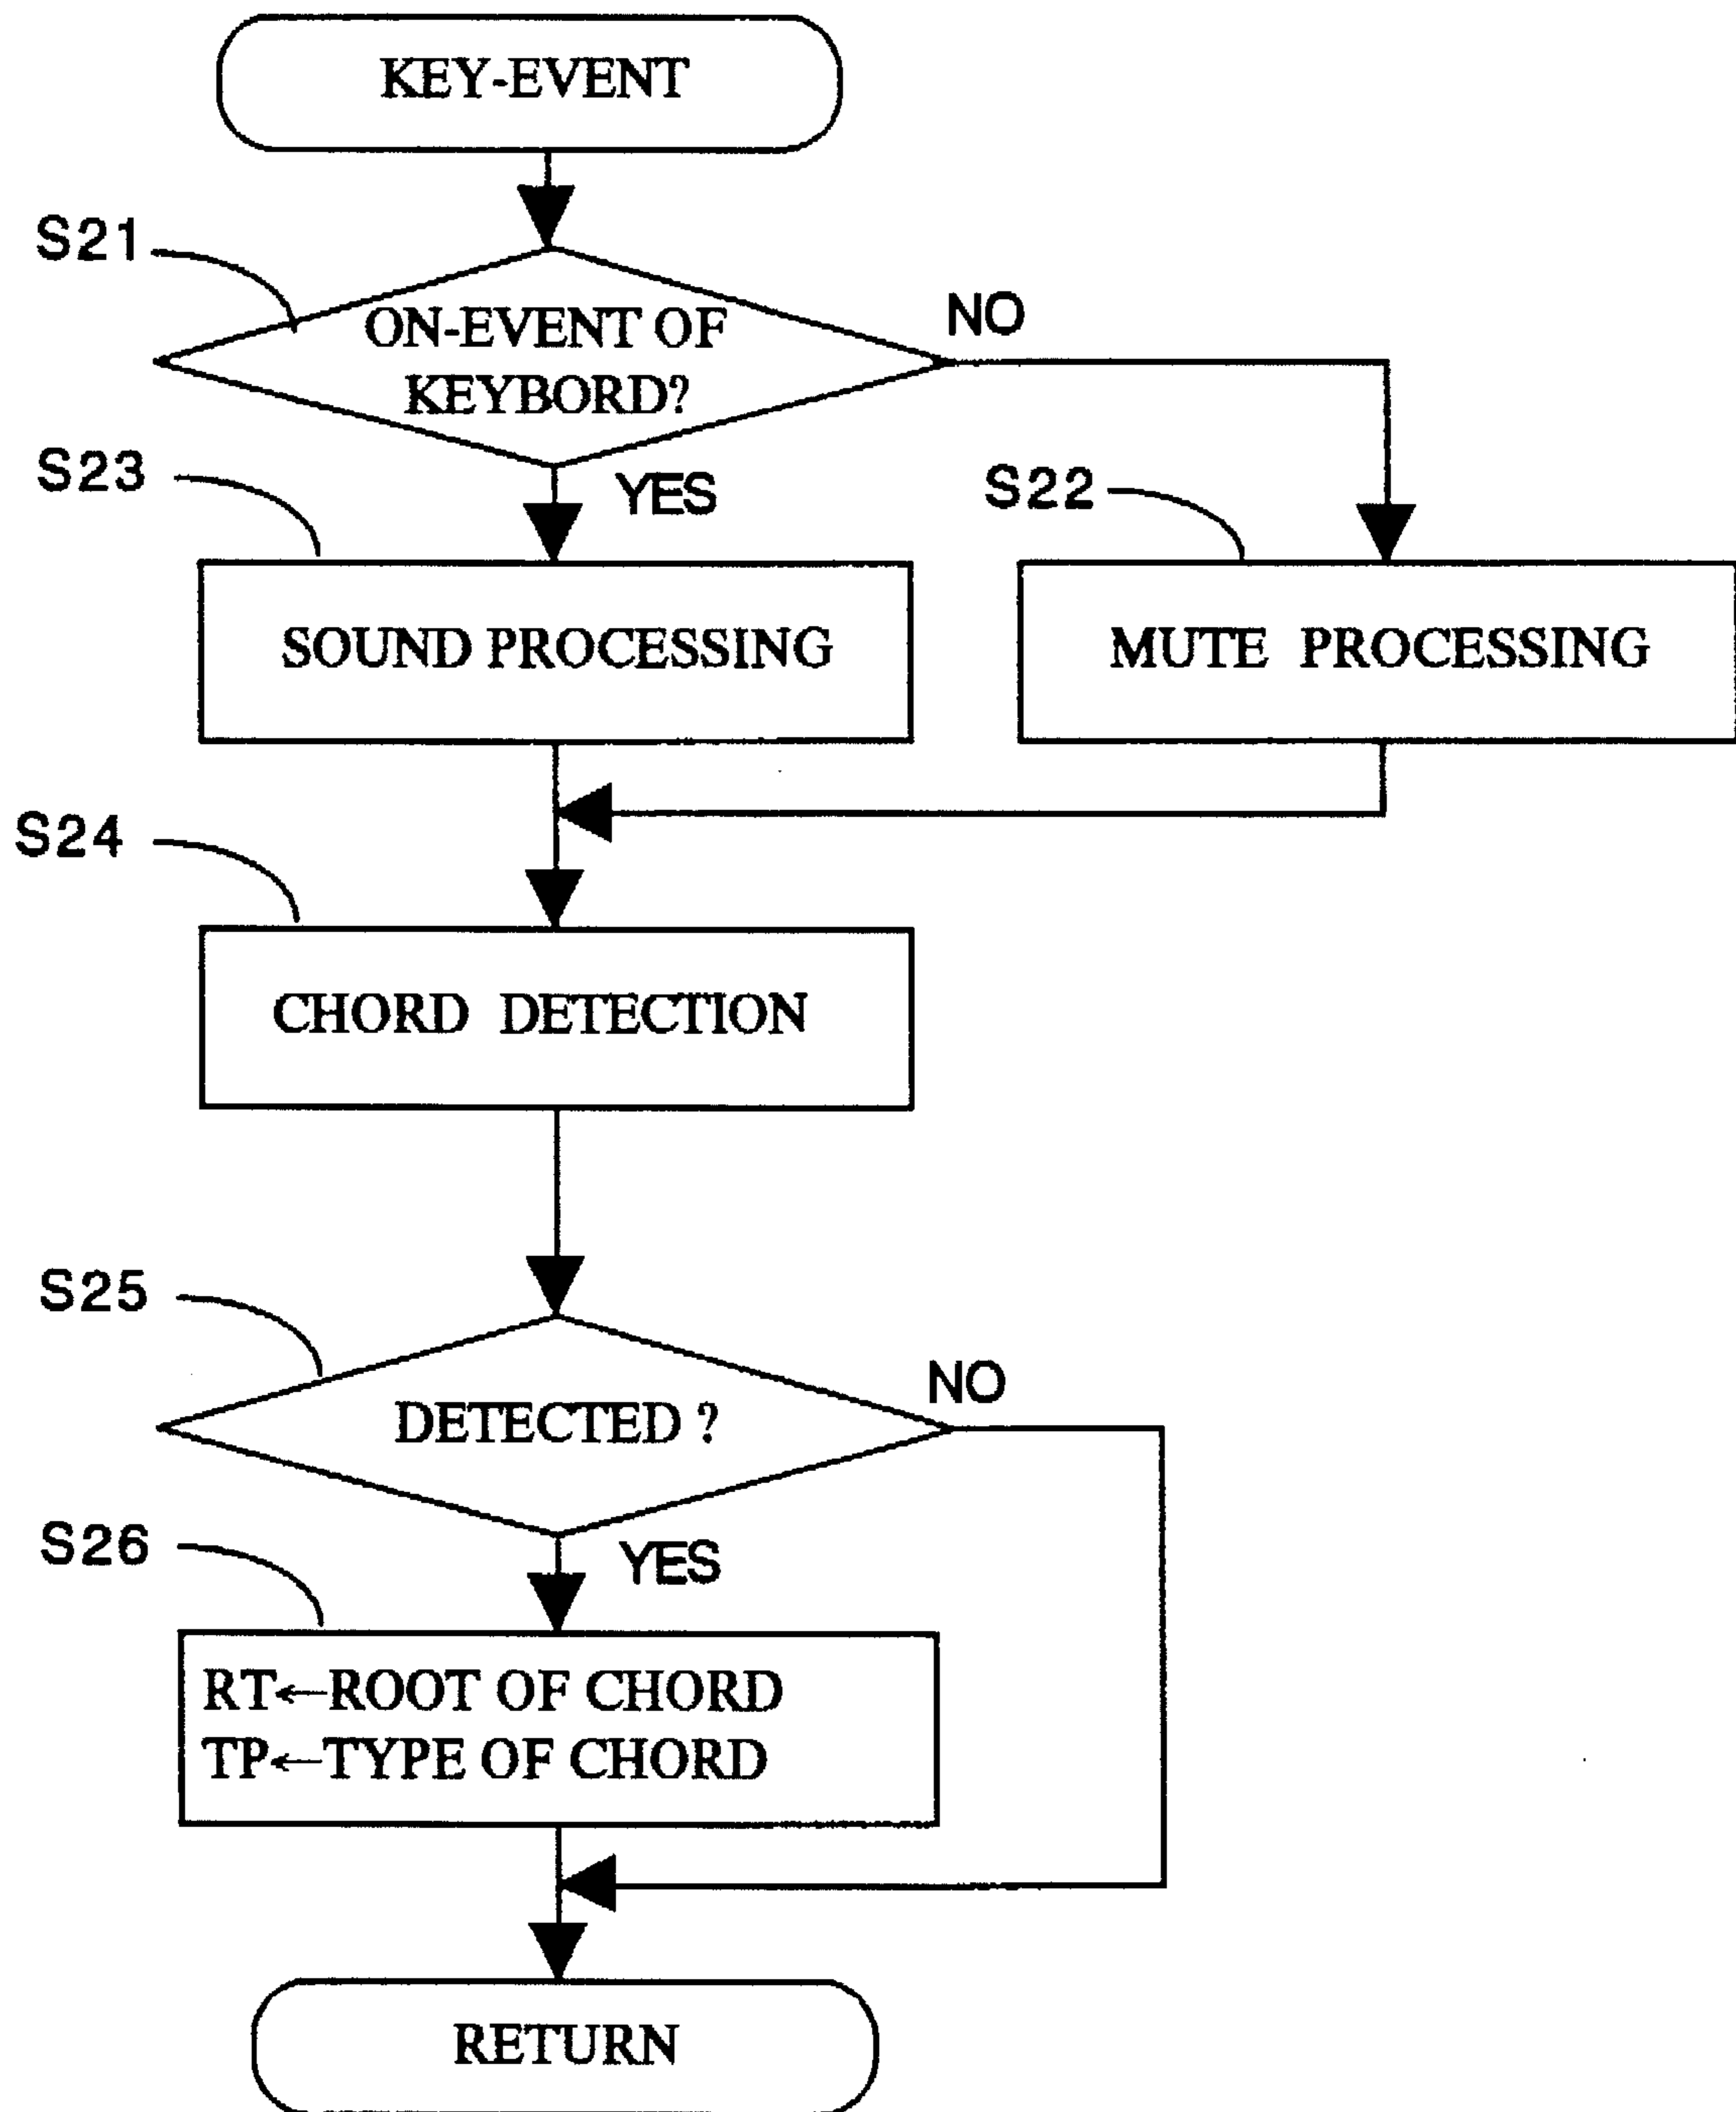 KEY-EVENT
S21
ON-EVENT OF
KEYBORD?
NO
S23
YES
S22
SOUND PROCESSING
MUTE PROCESSING
S24
CHORD DETECTION
S25
DETECTED ?
NO
S26
YES
RT←ROOT OF CHORD
TP←TYPE OF CHORD
RETURN